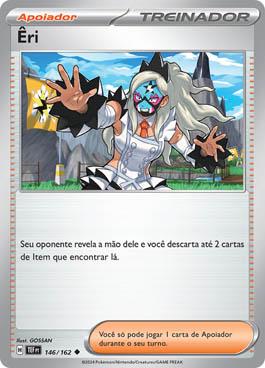 Apoiador
TREINADOR
Êri
Seu oponente revela a mão dele e você descarta até 2 cartas
de Item que encontrar lá.
Ilust. GOSSAN
H TEF PT 146/162
Você só pode jogar 1 carta de Apoiador
durante o seu turno.
©2024 Pokémon/Nintendo/Creatures/GAME FREAK